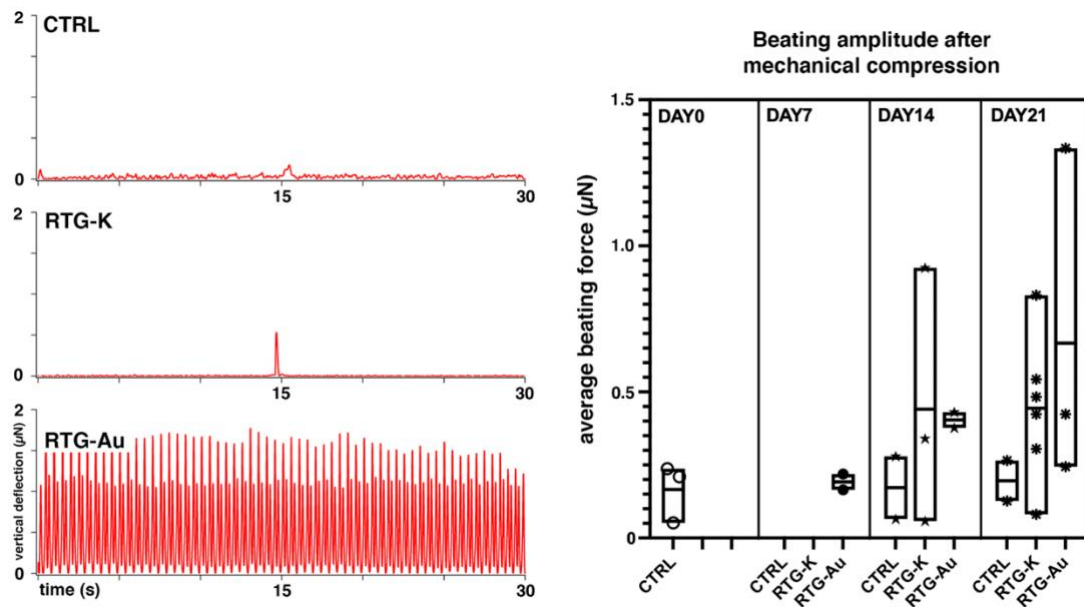 CTRL
2
0
15
30
RTG-K
2
0
15
30
RTG-Au
2
0
vertical deflection (µN)
time (s)
15
30
Beating amplitude after
mechanical compression
average beating force (µN)
1.5
1.0
0.5
0
DAY0
DAY7
DAY14
DAY21
CTRL
CTRL
RTG-K
RTG-Au
CTRL
RTG-K
RTG-Au
CTRL
RTG-K
RTG-Au